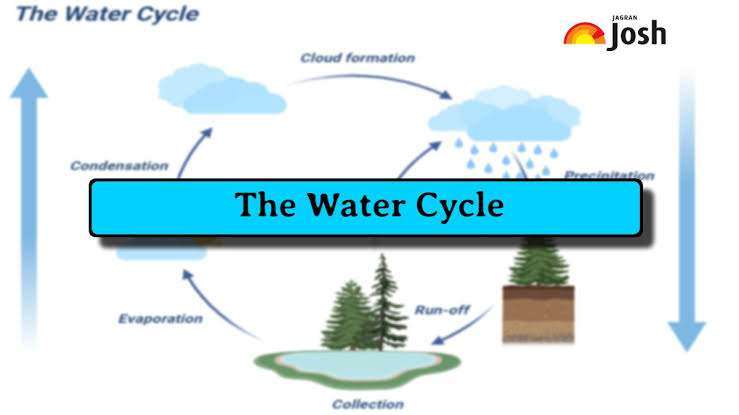 The Water Cycle
JAGRAN
Josh
Cloud formation
Condensation
Precipitation
The Water Cycle
Evaporation
Run-off
Collection